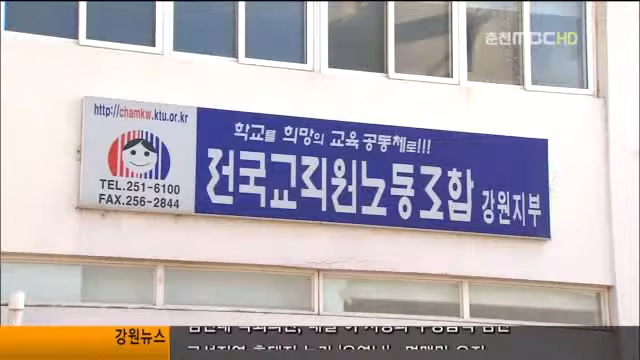 춘천MBC HD
http://chamkw.ktu.or.kr
학교를 희망의 교육 공동체로!!!
전국교직원노동조합 강원지부
TEL.251-6100
FAX.256-2844
강원뉴스